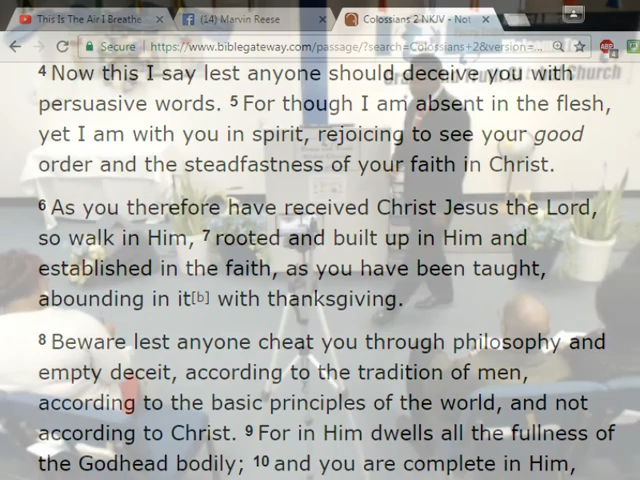 This Is The Air I Breathe
(14) Marvin Reese
Colossians 2 NKJV - Not
Secure
https://www.biblegateway.com/passage/?search=Colossians+2&version=...
ABP
4 Now this I say lest anyone should deceive you with
persuasive words. 5 For though I am absent in the flesh,
yet I am with you in spirit, rejoicing to see your good
order and the steadfastness of your faith in Christ.
6 As you therefore have received Christ Jesus the Lord,
so walk in Him, 7 rooted and built up in Him and
established in the faith, as you have been taught,
abounding in it[b] with thanksgiving.
8 Beware lest anyone cheat you through philosophy and
empty deceit, according to the tradition of men,
according to the basic principles of the world, and not
according to Christ. 9 For in Him dwells all the fullness of
the Godhead bodily; 10 and you are complete in Him,
Church